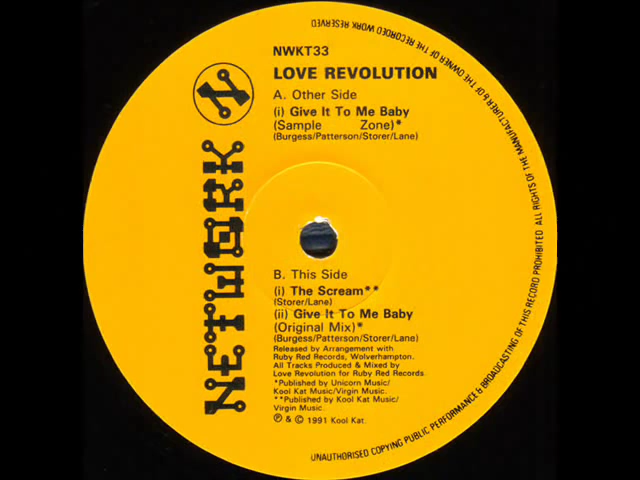 NWKT33
LOVE REVOLUTION
A. Other Side
(i) Give It To Me Baby
(Sample Zone)*
(Burgess/Patterson/Storer/Lane)
NETWORK
B. This Side
(i) The Scream**
(Storer/Lane)
(ii) Give It To Me Baby
(Original Mix)*
(Burgess/Patterson/Storer/Lane)
Released by Arrangement with
Ruby Red Records, Wolverhampton.
All Tracks Produced & Mixed by
Love Revolution for Ruby Red Records.
*Published by Unicorn Music/
Kool Kat Music/Virgin Music.
**Published by Kool Kat Music/
Virgin Music.
℗ & © 1991 Kool Kat.
ALL RIGHTS OF THE MANUFACTURER & OF THE OWNER OF THE RECORDED WORK RESERVED
UNAUTHORISED COPYING PUBLIC PERFORMANCE & BROADCASTING OF THIS RECORD PROHIBITED